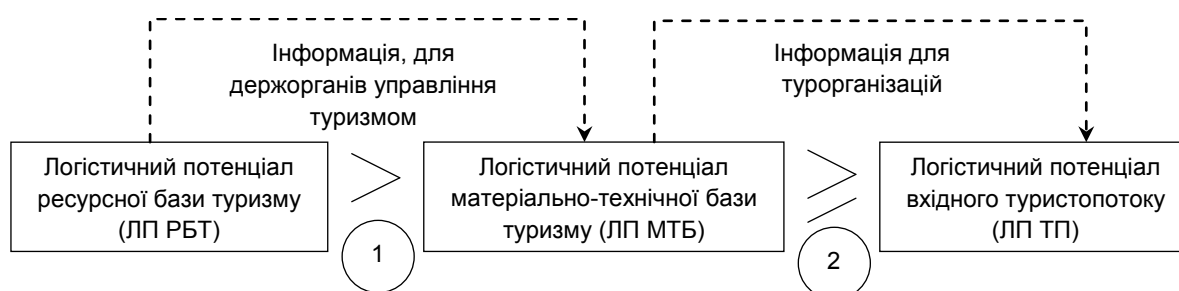 Інформація, для
держорганів управління
туризмом
Інформація для
турорганізацій
Логістичний потенціал
ресурсної бази туризму
(ЛП РБТ)
>
1
Логістичний потенціал
матеріально-технічної бази
туризму (ЛП МТБ)
≥
2
Логістичний потенціал
вхідного туристопотоку
(ЛП ТП)